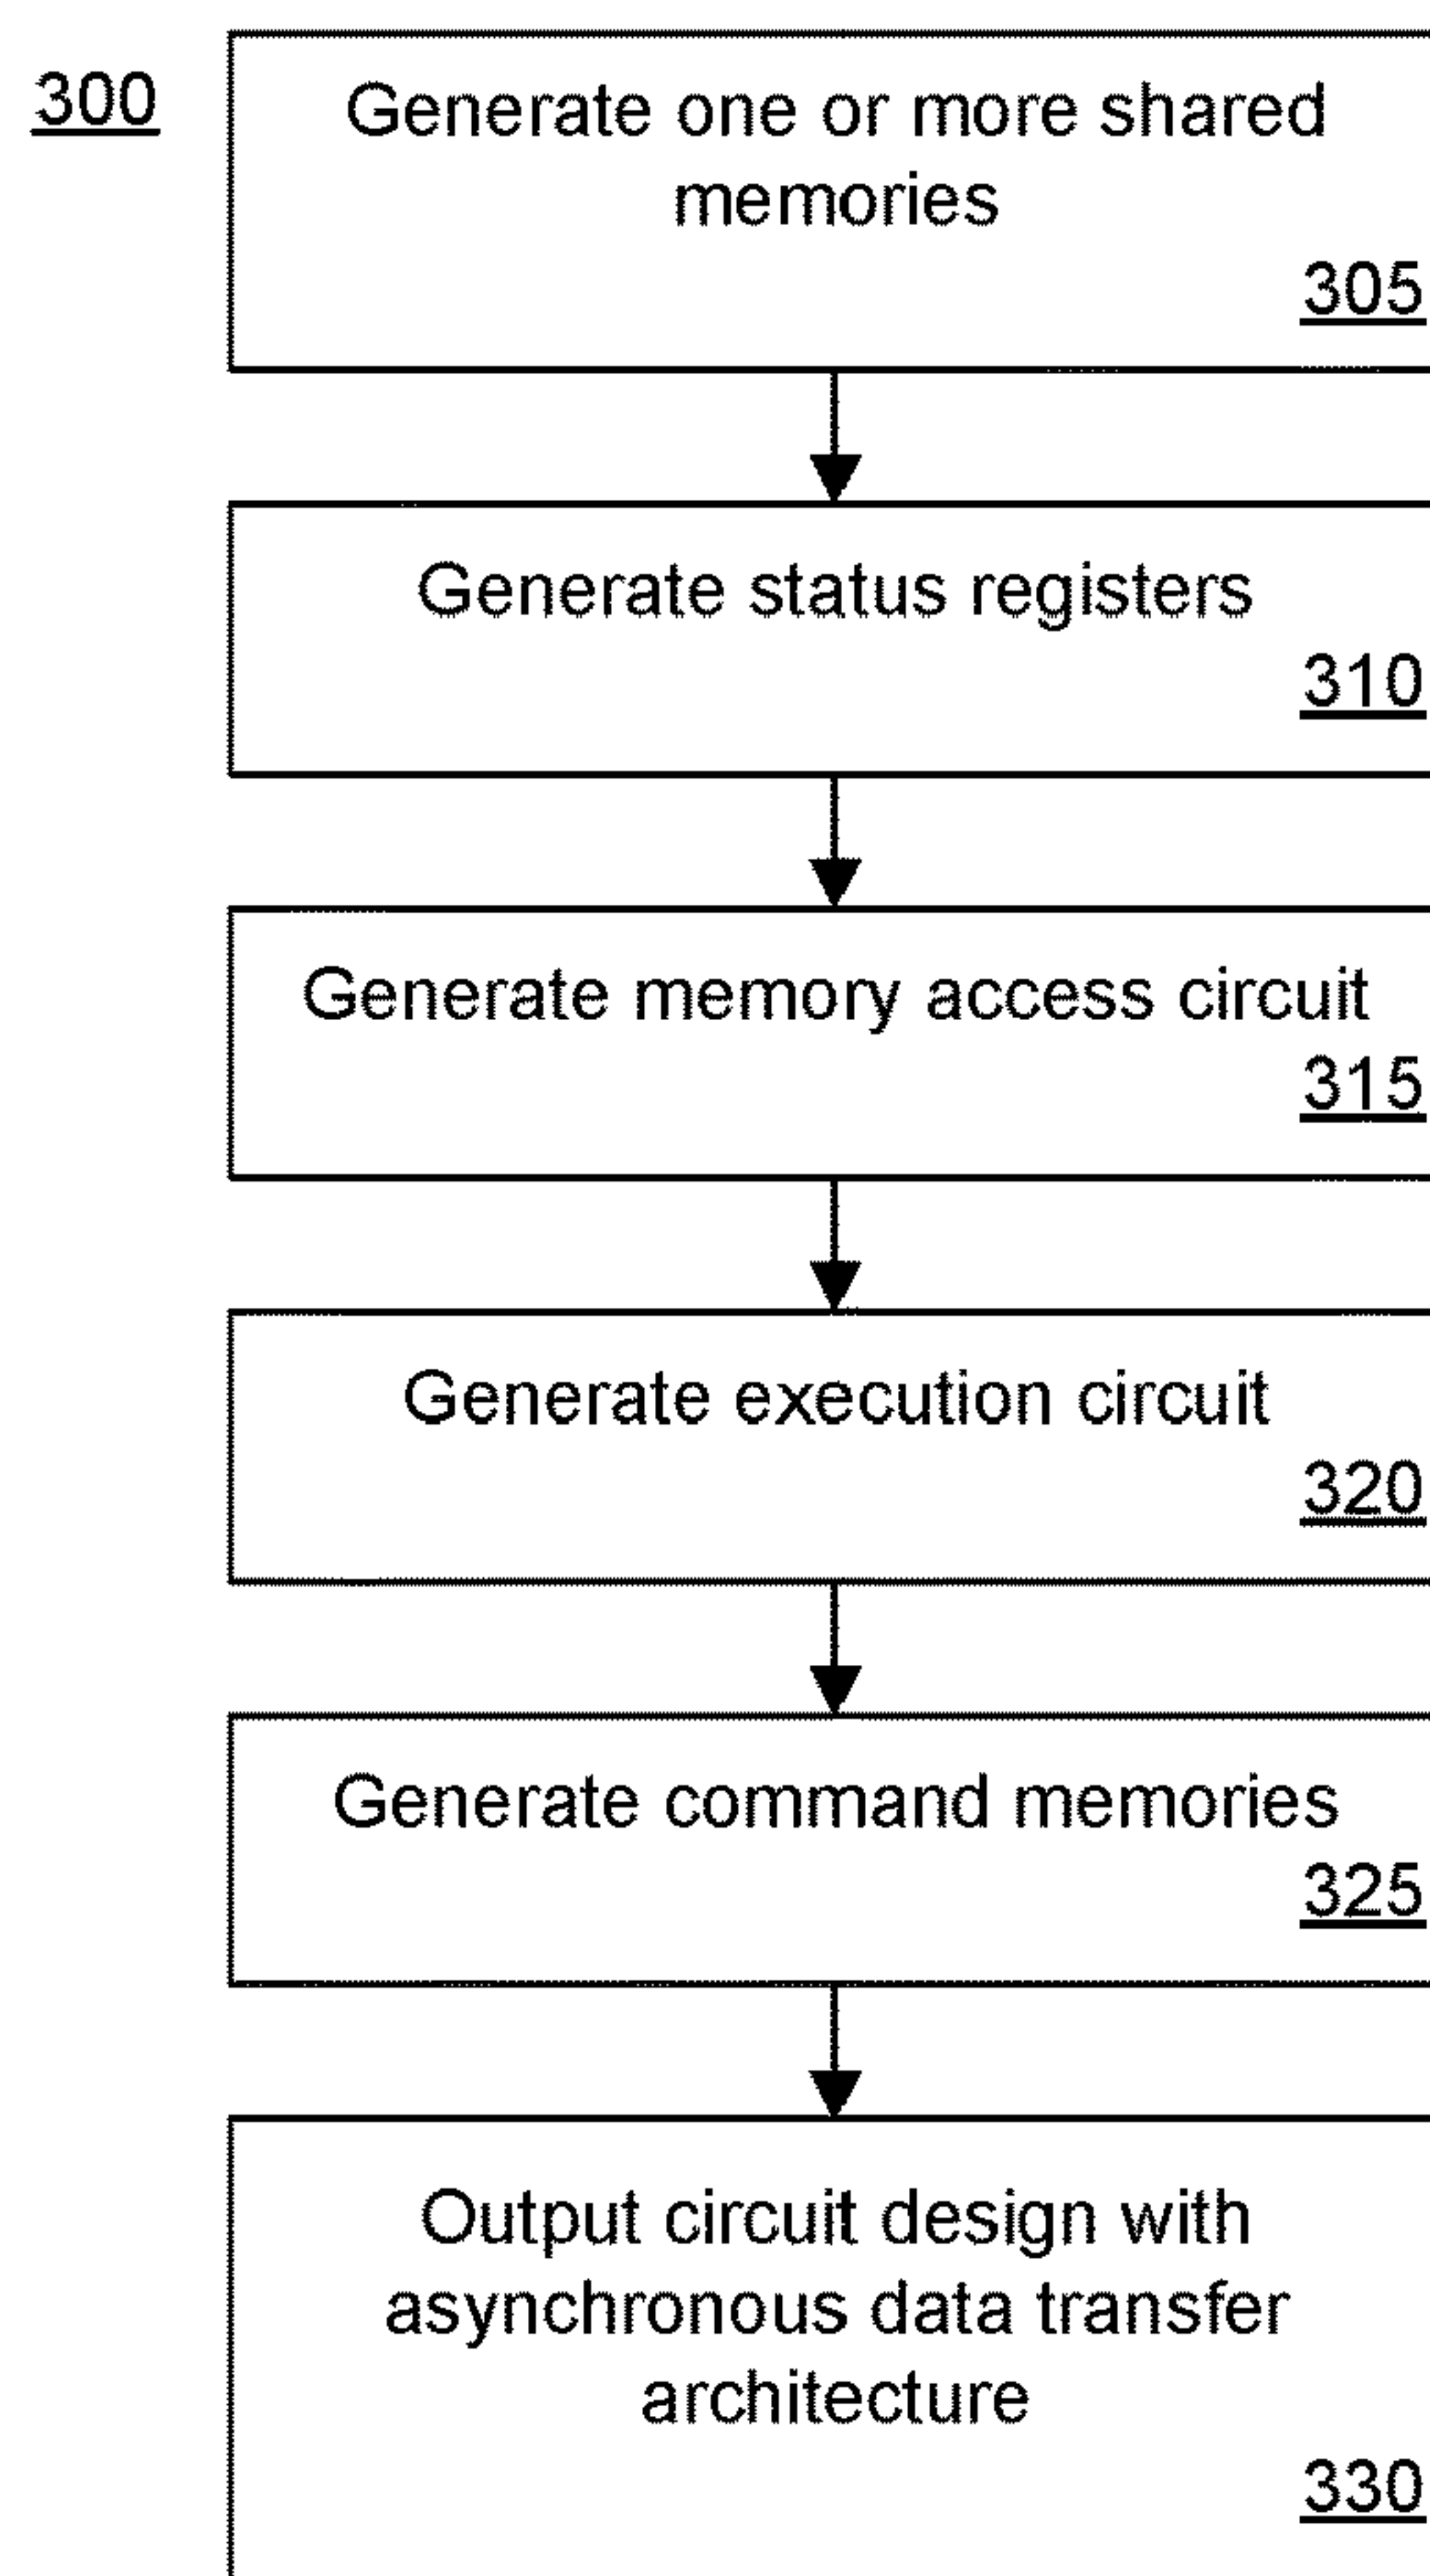 300
Generate one or more shared
memories
305
Generate status registers
310
Generate memory access circuit
315
Generate execution circuit
320
Generate command memories
325
Output circuit design with
asynchronous data transfer
architecture
330